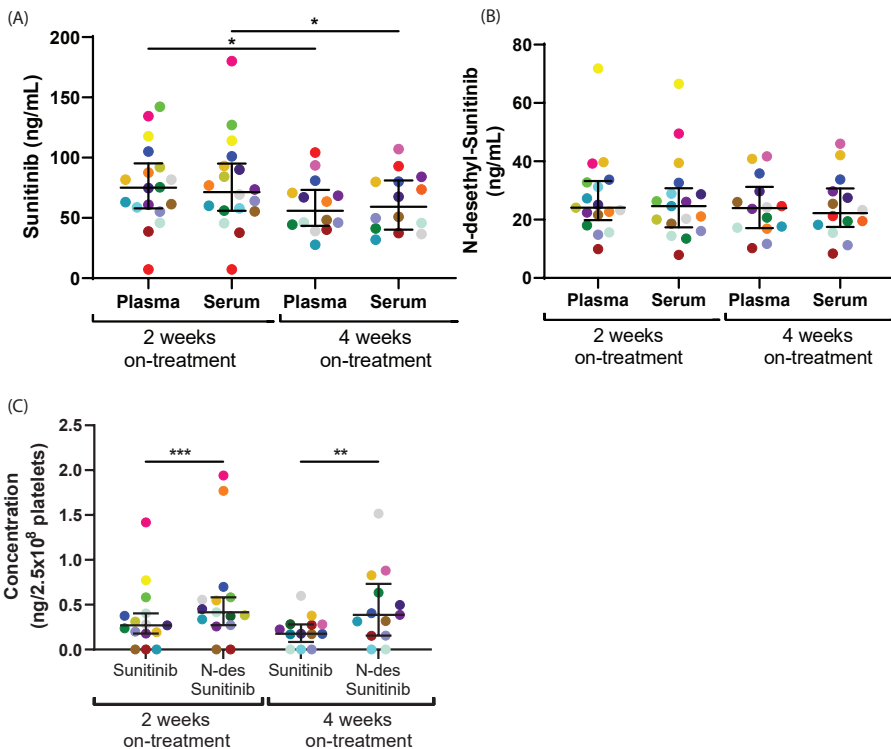 (A)
Sunitinib (ng/mL)
200
150
100
50
0
*
*
Plasma Serum Plasma Serum
2 weeks
on-treatment
4 weeks
on-treatment
(B)
N-desethyl-Sunitinib
(ng/mL)
80
60
40
20
0
Plasma Serum Plasma Serum
2 weeks
on-treatment
4 weeks
on-treatment
(C)
Concentration
(ng/2.5x10⁸ platelets)
2.5
2.0
1.5
1.0
0.5
0.0
***
**
Sunitinib N-des Sunitinib N-des
Sunitinib Sunitinib
2 weeks
on-treatment
4 weeks
on-treatment